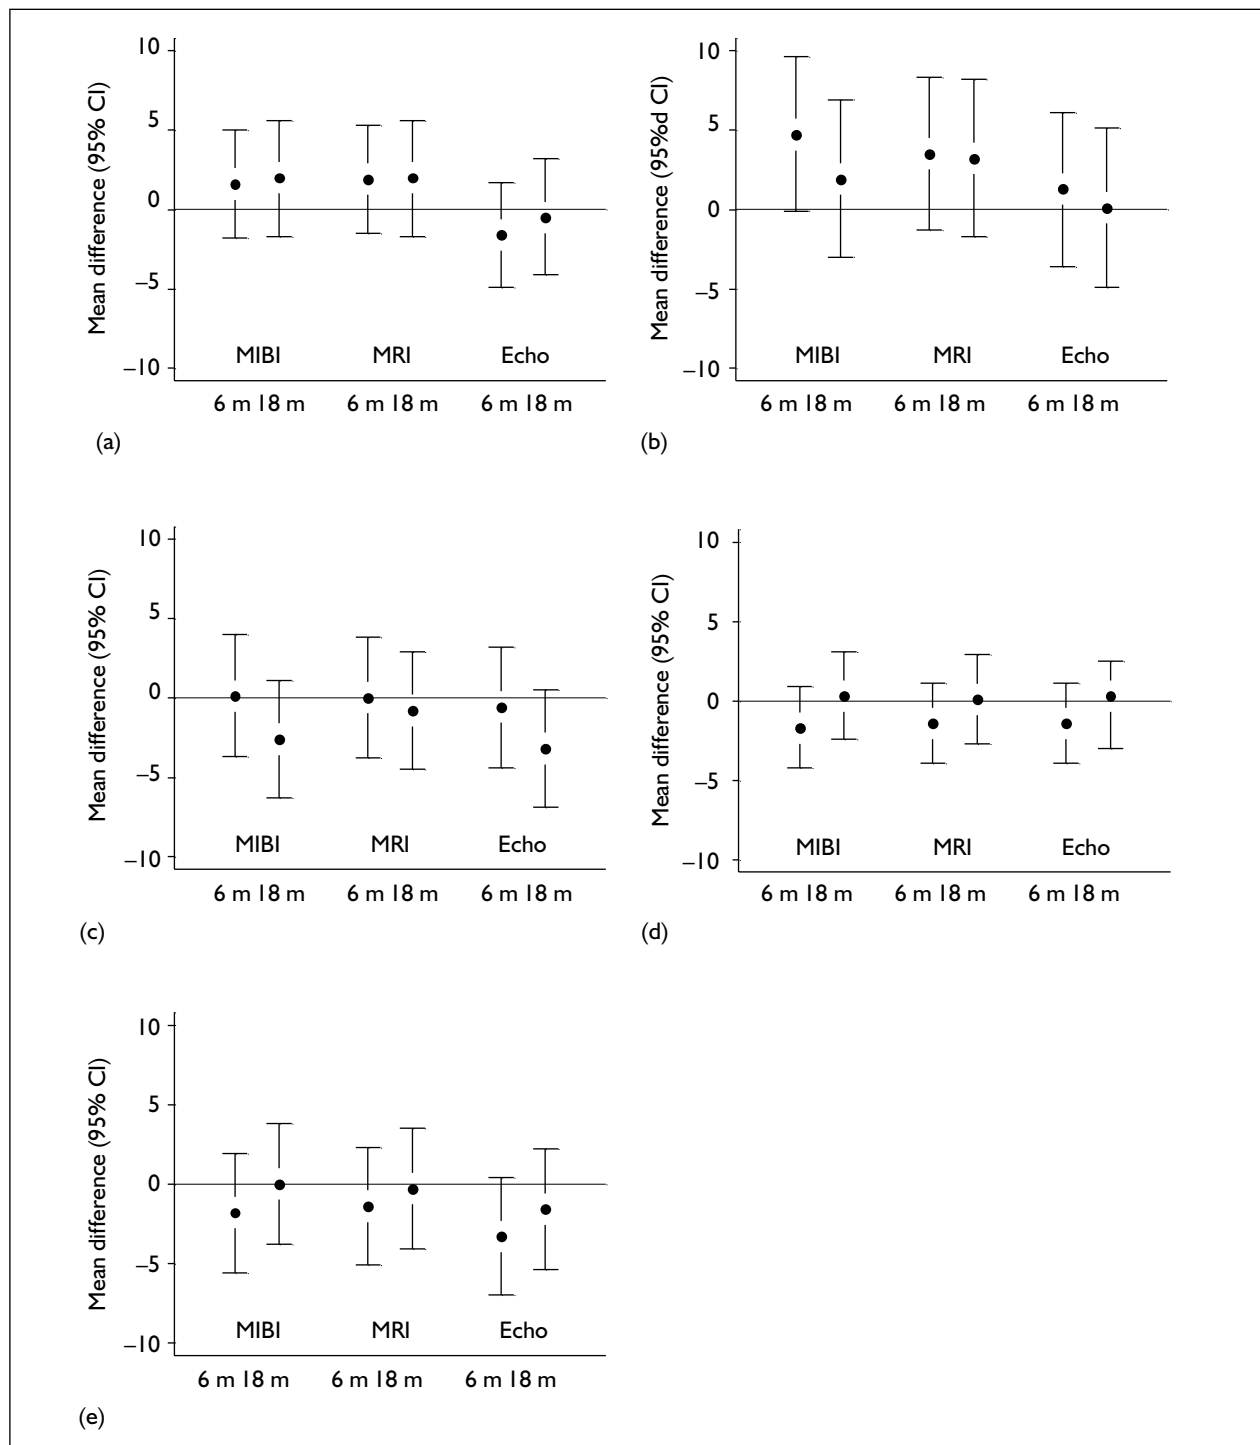 10
5
0
–5
–10
Mean difference (95% CI)
MIBI
MRI
Echo
6 m 18 m
6 m 18 m
6 m 18 m
(a)
10
5
0
–5
–10
Mean difference (95%d CI)
MIBI
MRI
Echo
6 m 18 m
6 m 18 m
6 m 18 m
(b)
10
5
0
–5
–10
Mean difference (95% CI)
MIBI
MRI
Echo
6 m 18 m
6 m 18 m
6 m 18 m
(c)
10
5
0
–5
–10
Mean difference (95% CI)
MIBI
MRI
Echo
6 m 18 m
6 m 18 m
6 m 18 m
(d)
10
5
0
–5
–10
Mean difference (95% CI)
MIBI
MRI
Echo
6 m 18 m
6 m 18 m
6 m 18 m
(e)